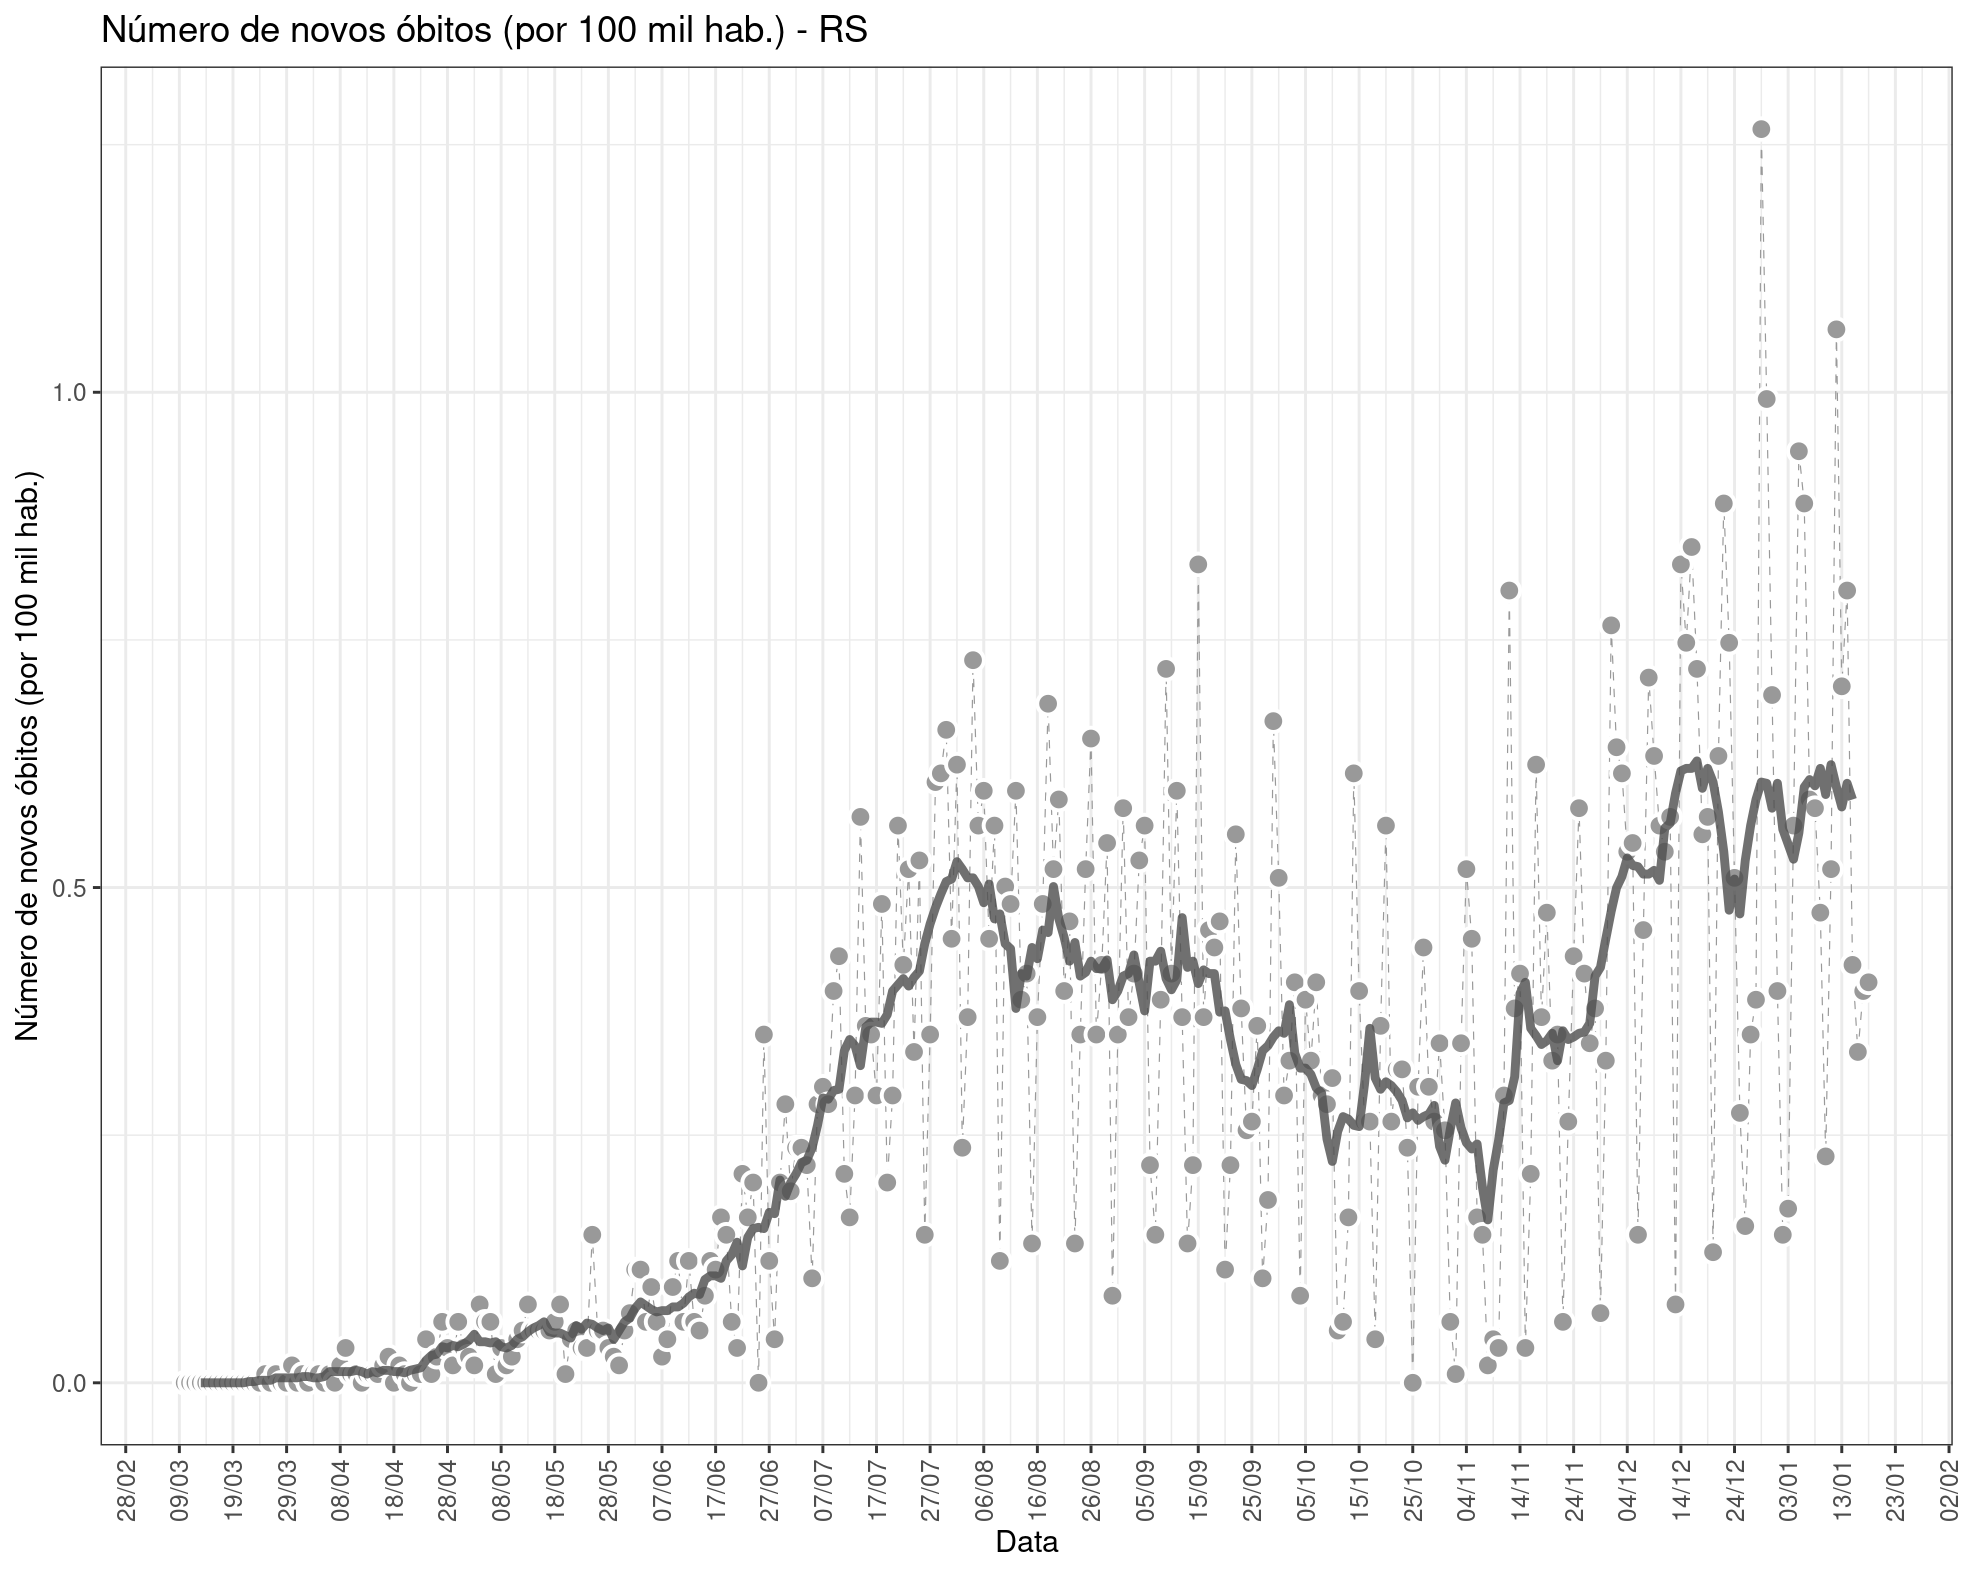 Número de novos óbitos (por 100 mil hab.) - RS
Número de novos óbitos (por 100 mil hab.)
1.0
0.5
0.0
28/02 09/03 19/03 29/03 08/04 18/04 28/04 08/05 18/05 28/05 07/06 17/06 27/06 07/07 17/07 27/07 06/08 16/08 26/08 05/09 15/09 25/09 05/10 15/10 25/10 04/11 14/11 24/11 04/12 14/12 24/12 03/01 13/01 23/01 02/02
Data